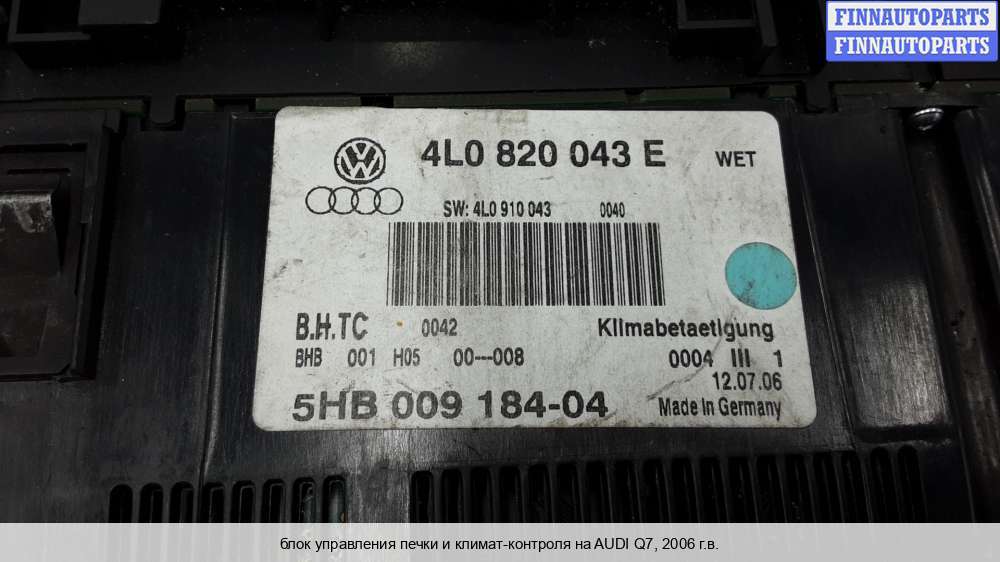 FINNAUTOPARTS
FINNAUTOPARTS
4L0 820 043 E WET
SW: 4L0 910 043 0040
B.H.TC 0042 Klimabetaetigung
BHB 001 H05 00---008 0004 III 1
12.07.06
5HB 009 184-04 Made in Germany
блок управления печки и климат-контроля на AUDI Q7, 2006 г.в.